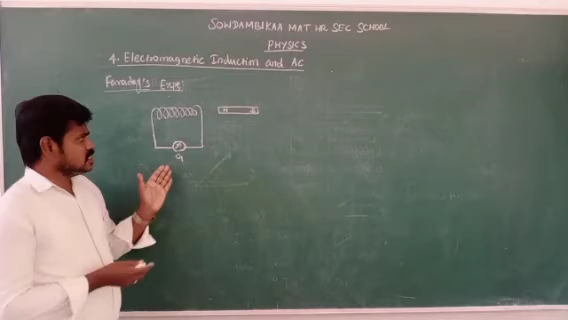 SOWDAMBIKAA MAT HR SEC SCHOOL
PHYSICS
4. Electromagnetic Induction and AC
Faraday's Expt:
N S
G